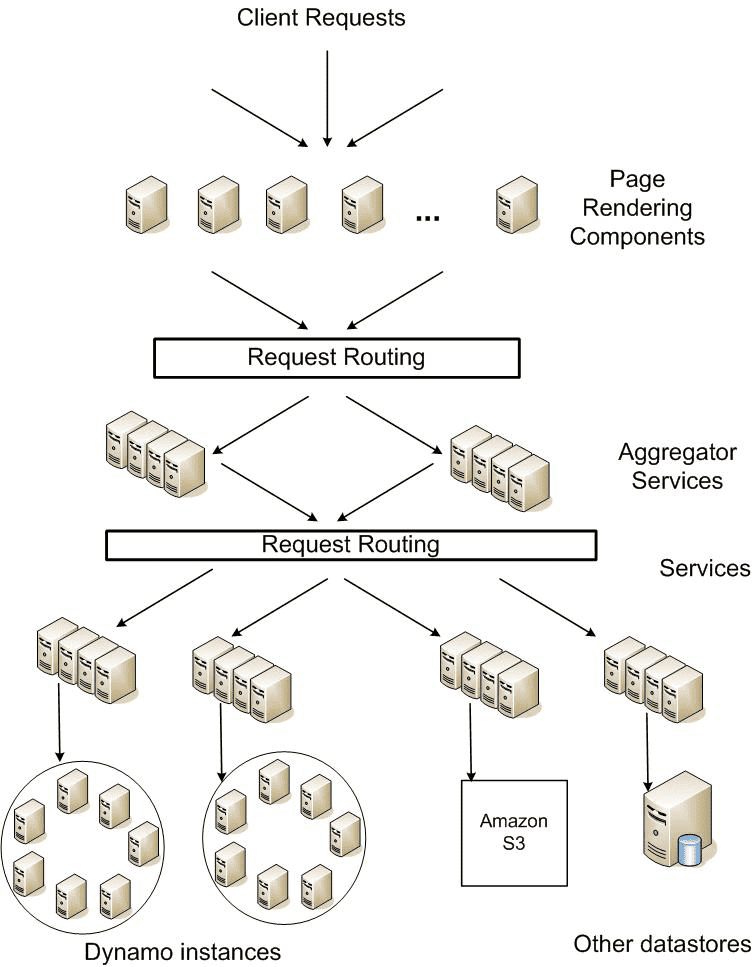 Client Requests
Page
Rendering
Components
...
Request Routing
Aggregator
Services
Request Routing
Services
Amazon
S3
Dynamo instances
Other datastores